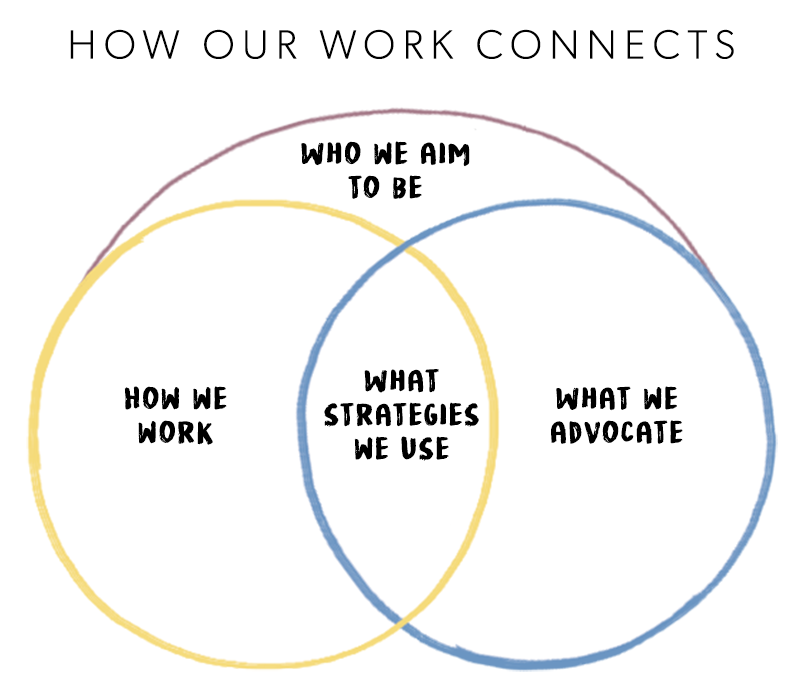 HOW OUR WORK CONNECTS
WHO WE AIM
TO BE
HOW WE
WORK
WHAT
STRATEGIES
WE USE
WHAT WE
ADVOCATE